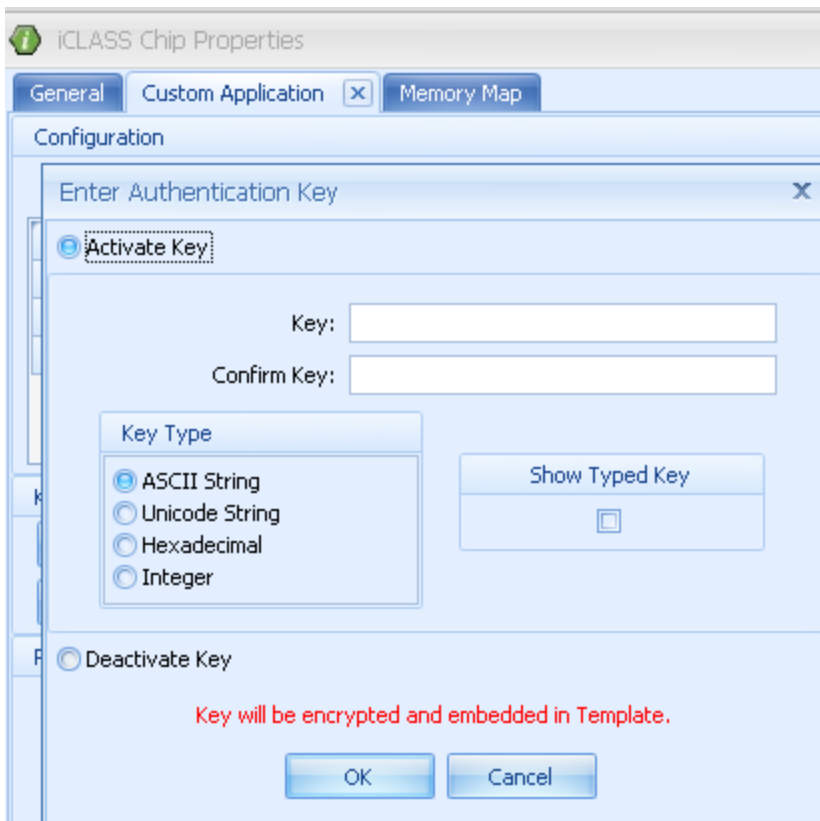 iCLASS Chip Properties
General Custom Application Memory Map
Configuration
Enter Authentication Key
Activate Key
Key:
Confirm Key:
Key Type
ASCII String
Unicode String
Hexadecimal
Integer
Show Typed Key
Deactivate Key
Key will be encrypted and embedded in Template.
OK Cancel